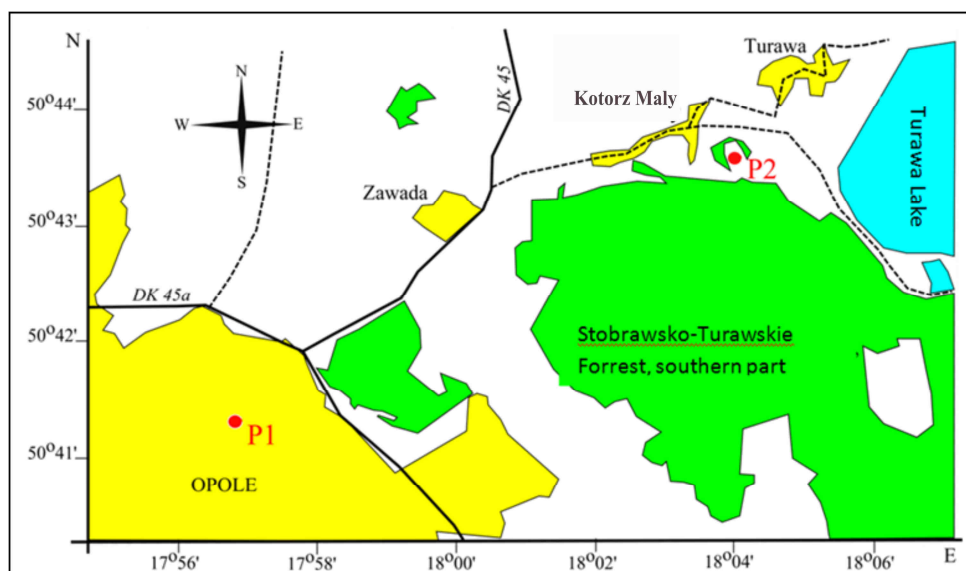 N
50°44'
50°43'
50°42'
50°41'
N
W
E
S
DK 45
Turawa
Kotorz Maly
P2
Turawa Lake
Zawada
DK 45a
Stobrawsko-Turawskie
Forrest, southern part
,
P1
OPOLE
17°56'
17°58'
18°00'
18°02'
18°04'
18°06'
E